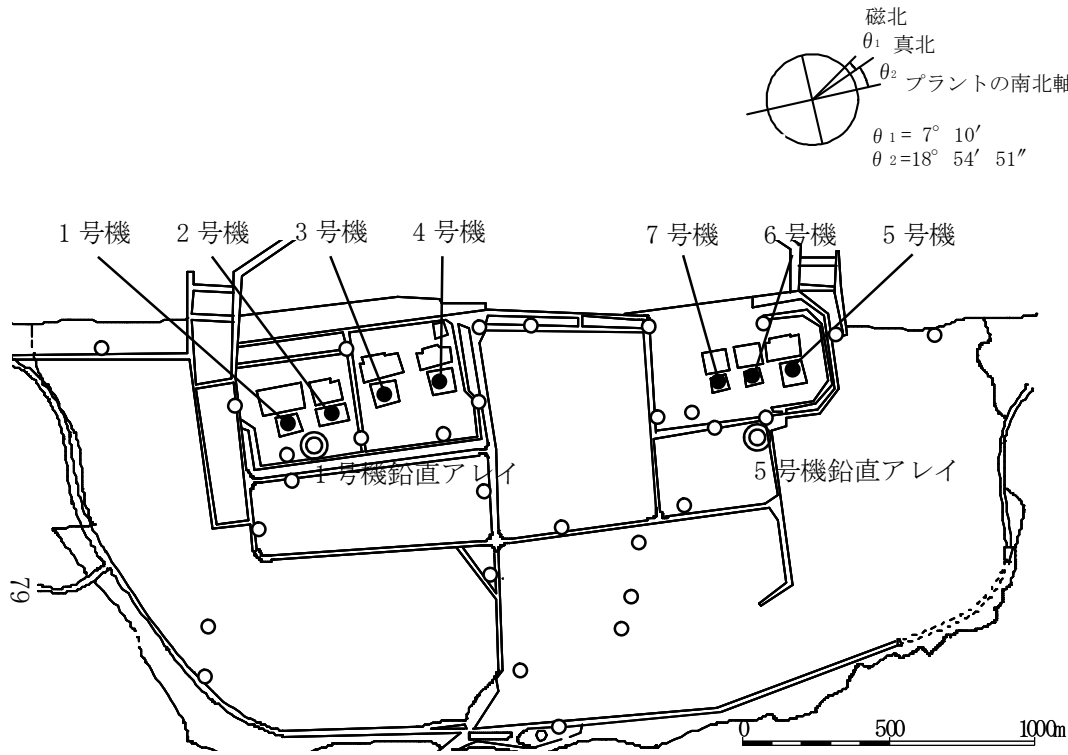 磁北
θ1 真北
θ2 プラントの南北軸
θ1= 7° 10′
θ2=18° 54′ 51″
1号機 2号機 3号機 4号機 7号機 6号機 5号機
1号機鉛直アレイ 5号機鉛直アレイ
79
0 500 1000m